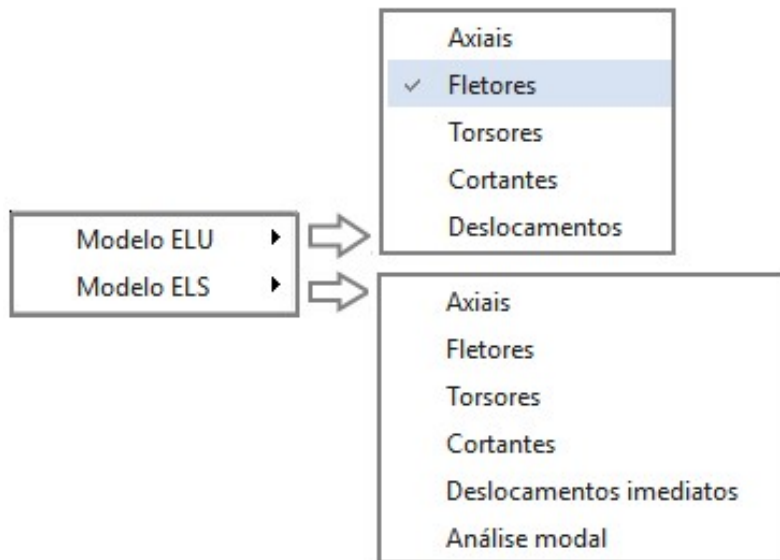 Modelo ELU
Modelo ELS
Axiais
Fletores
Torsores
Cortantes
Deslocamentos
Axiais
Fletores
Torsores
Cortantes
Deslocamentos imediatos
Análise modal